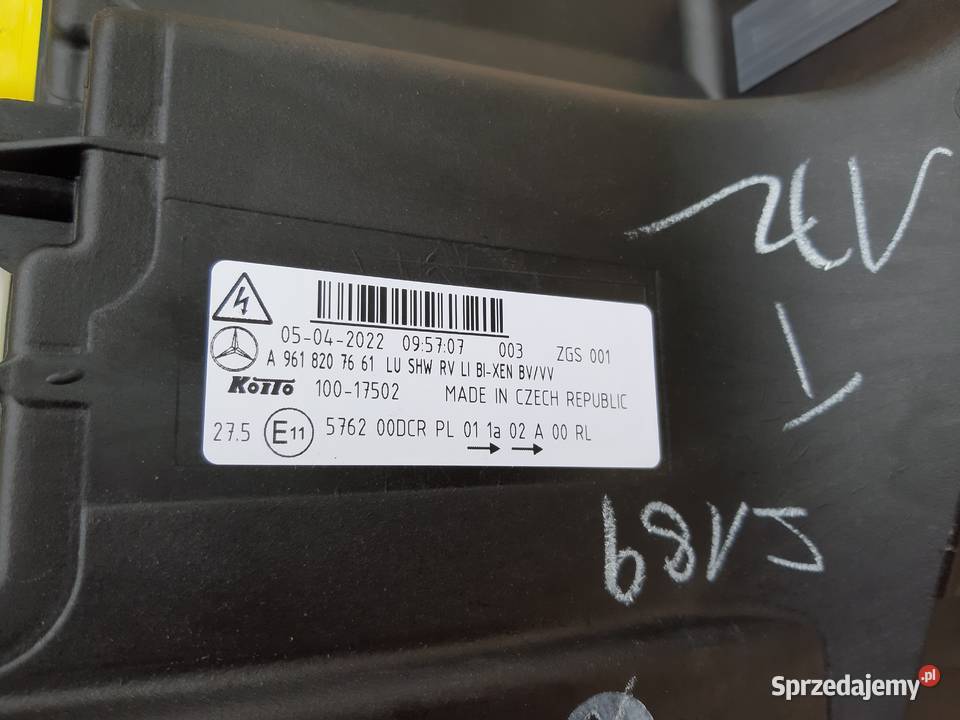 05-04-2022 09:57:07 003 ZGS 001
A 961 820 76 61 LU SHW RV LI BI-XEN BV/VV
KOITO 100-17502 MADE IN CZECH REPUBLIC
27.5 E11 5762 00DCR PL 01 1a 02 A 00 RL
Sprzedajemy.pl